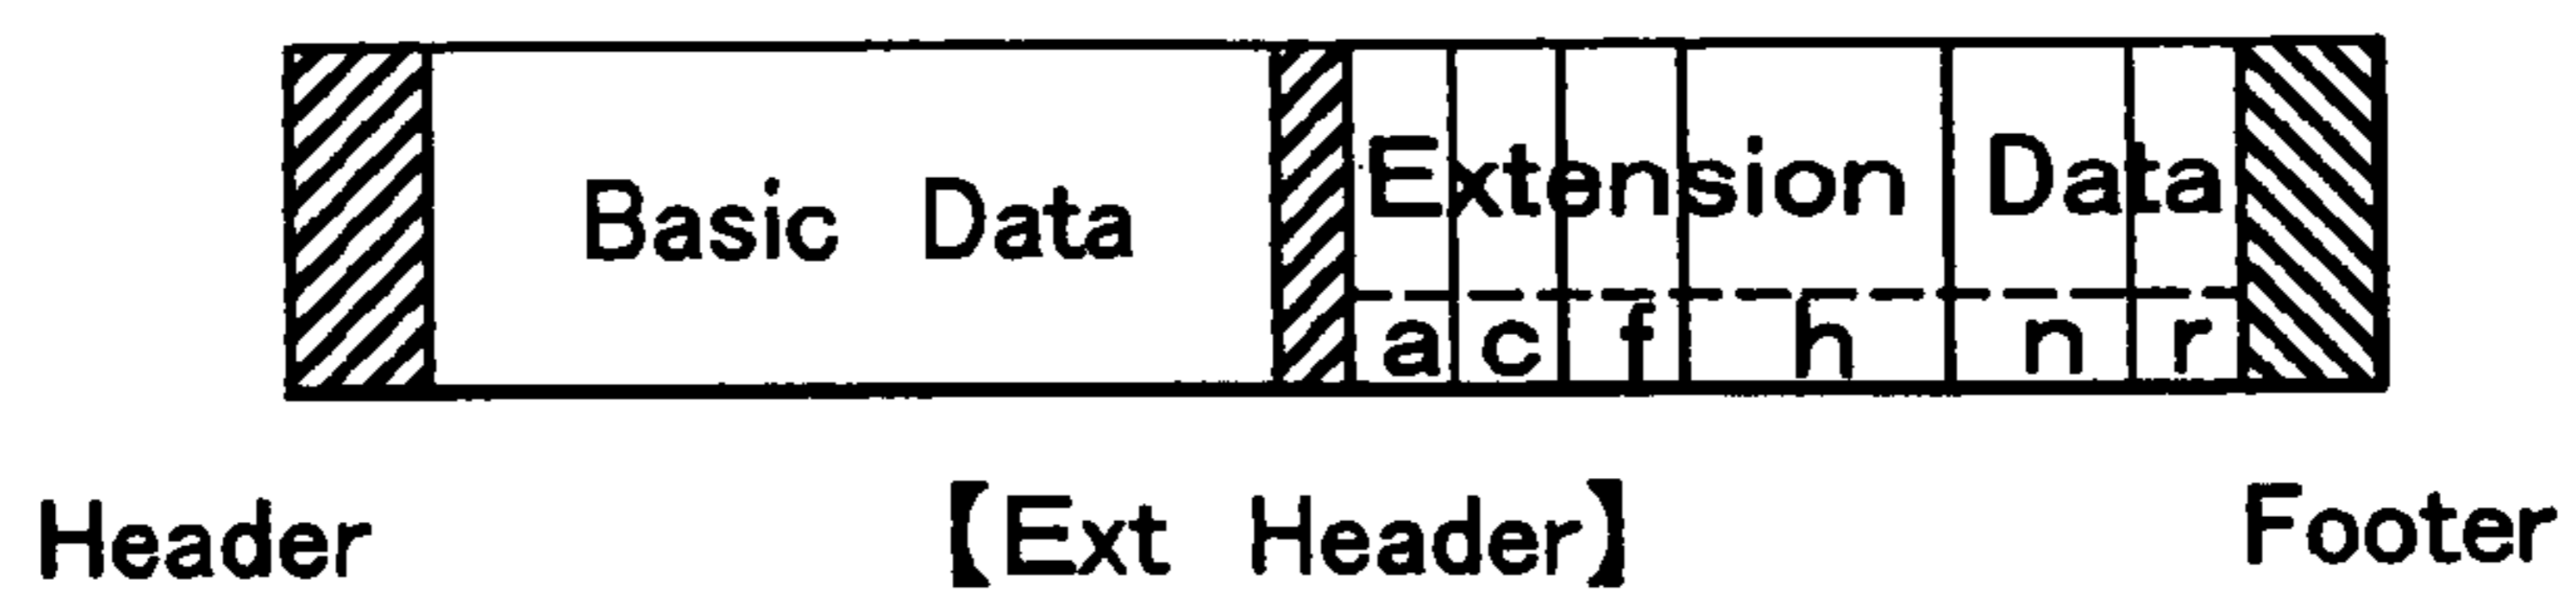 Basic Data
Extension Data
a c f h n r
Header 【Ext Header】 Footer